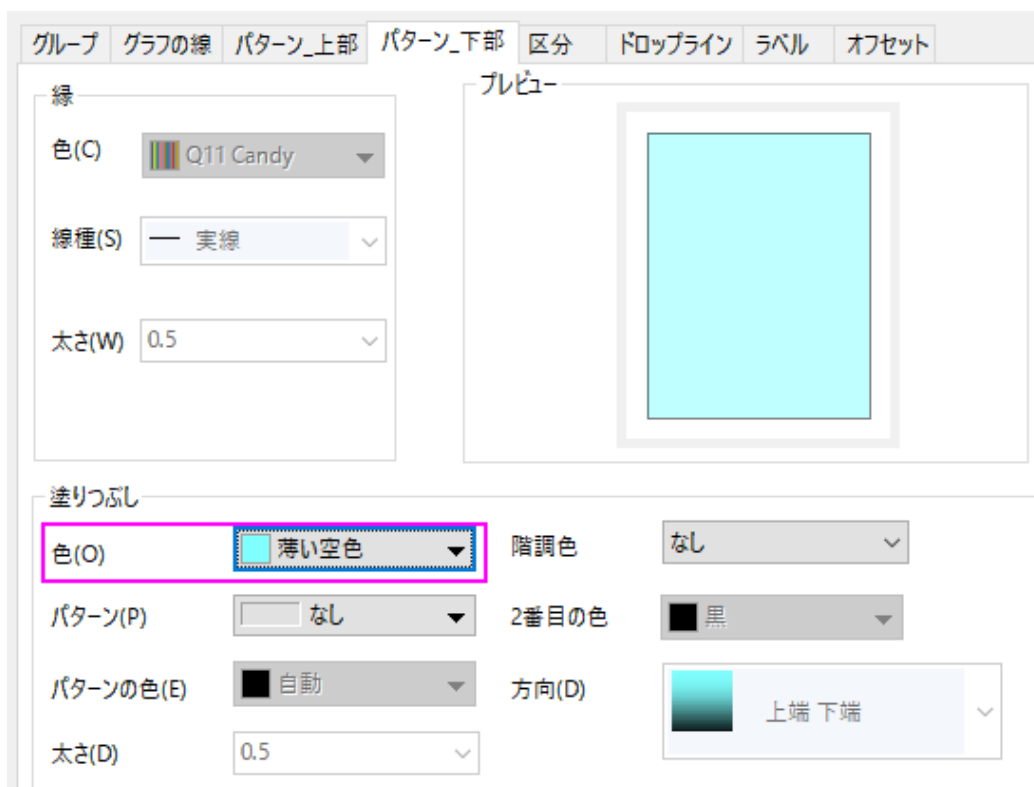 グループ グラフの線 パターン_上部 パターン_下部 区分 ドロップライン ラベル オフセット
縁
色(C) Q11 Candy
線種(S) 実線
太さ(W) 0.5
プレビュー
塗りつぶし
色(O) 薄い空色 階調色 なし
パターン(P) なし 2番目の色 黒
パターンの色(E) 自動 方向(D) 上端 下端
太さ(D) 0.5